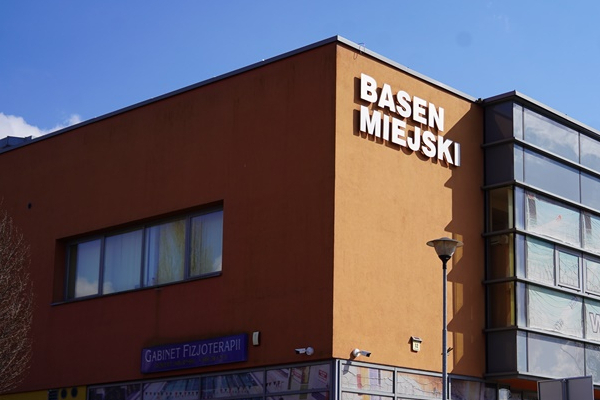 BASEN
MIEJSKI
GABINET FIZJOTERAPII